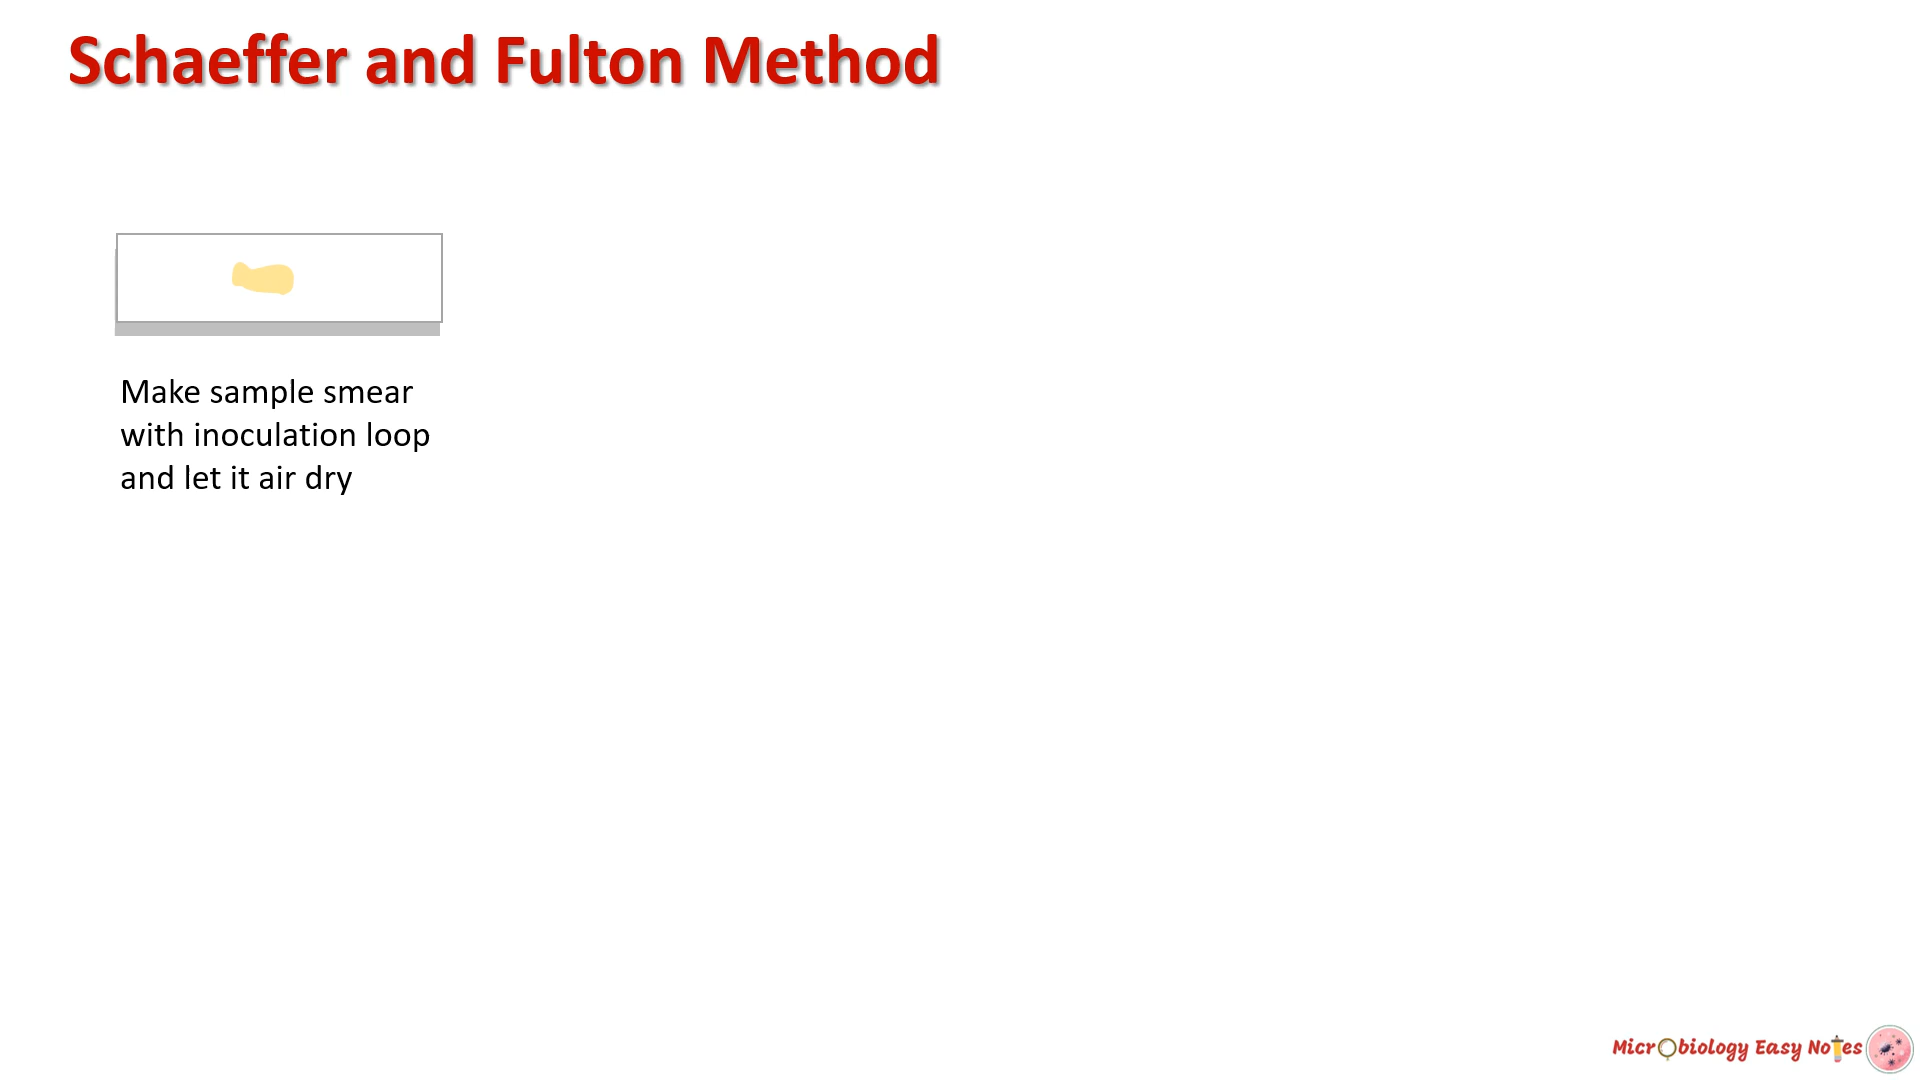 Schaeffer and Fulton Method
Make sample smear
with inoculation loop
and let it air dry
Microbiology Easy Notes